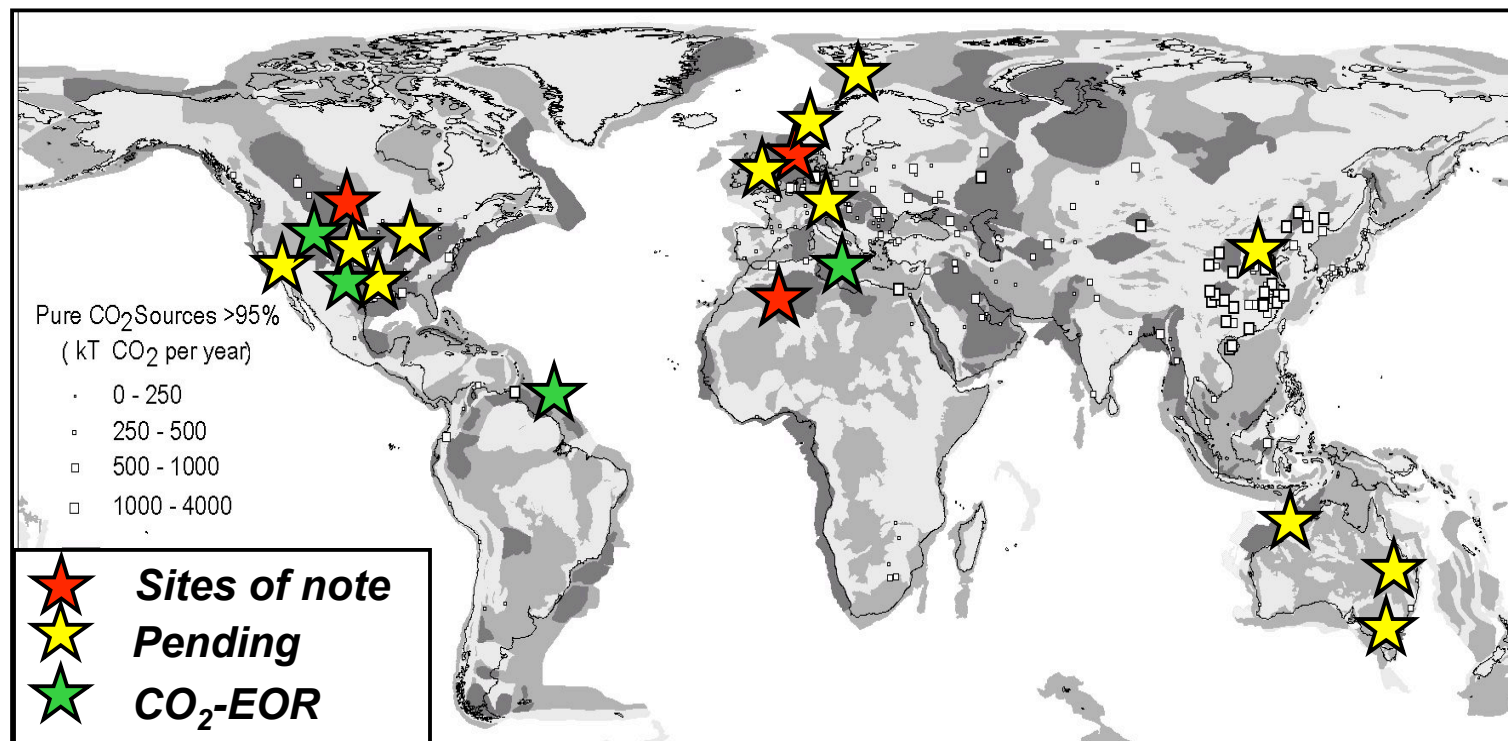 Pure CO2Sources >95%
( kT CO2 per year)
0 - 250
250 - 500
500 - 1000
1000 - 4000
Sites of note
Pending
CO2-EOR